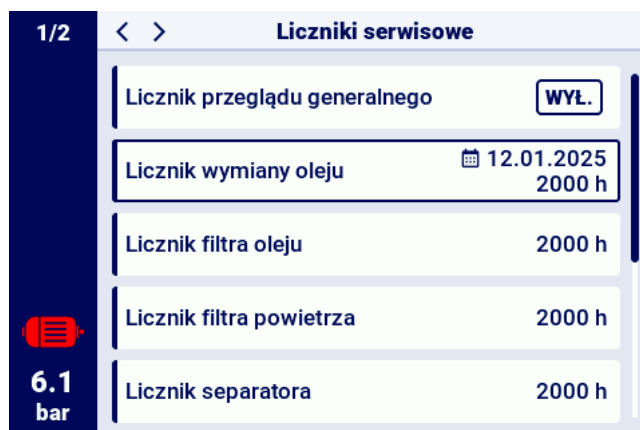 1/2
< >
Liczniki serwisowe
Licznik przeglądu generalnego
WYŁ.
Licznik wymiany oleju
12.01.2025
2000 h
Licznik filtra oleju
2000 h
Licznik filtra powietrza
2000 h
Licznik separatora
2000 h
6.1
bar